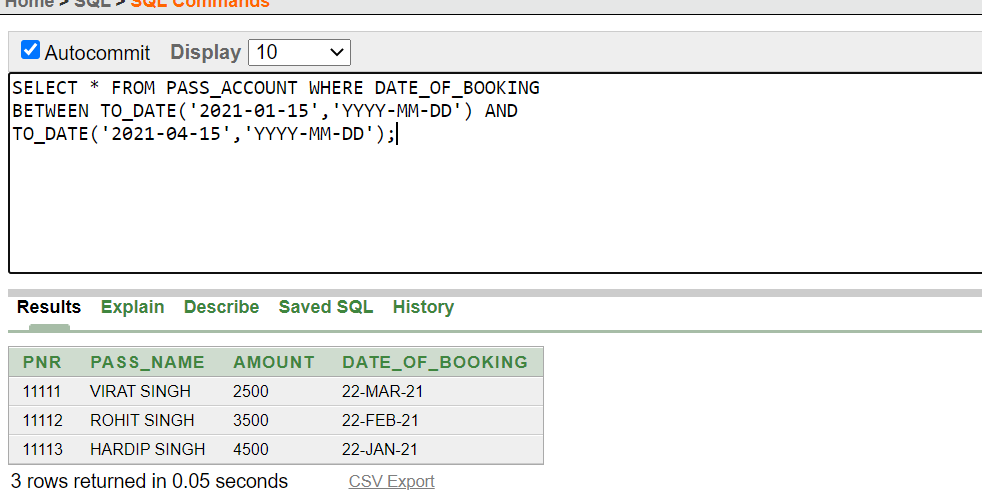 Home > SQL > SQL Commands
Autocommit Display 10
SELECT * FROM PASS_ACCOUNT WHERE DATE_OF_BOOKING
BETWEEN TO_DATE('2021-01-15','YYYY-MM-DD') AND
TO_DATE('2021-04-15','YYYY-MM-DD');
Results Explain Describe Saved SQL History
PNR PASS_NAME AMOUNT DATE_OF_BOOKING
11111 VIRAT SINGH 2500 22-MAR-21
11112 ROHIT SINGH 3500 22-FEB-21
11113 HARDIP SINGH 4500 22-JAN-21
3 rows returned in 0.05 seconds CSV Export